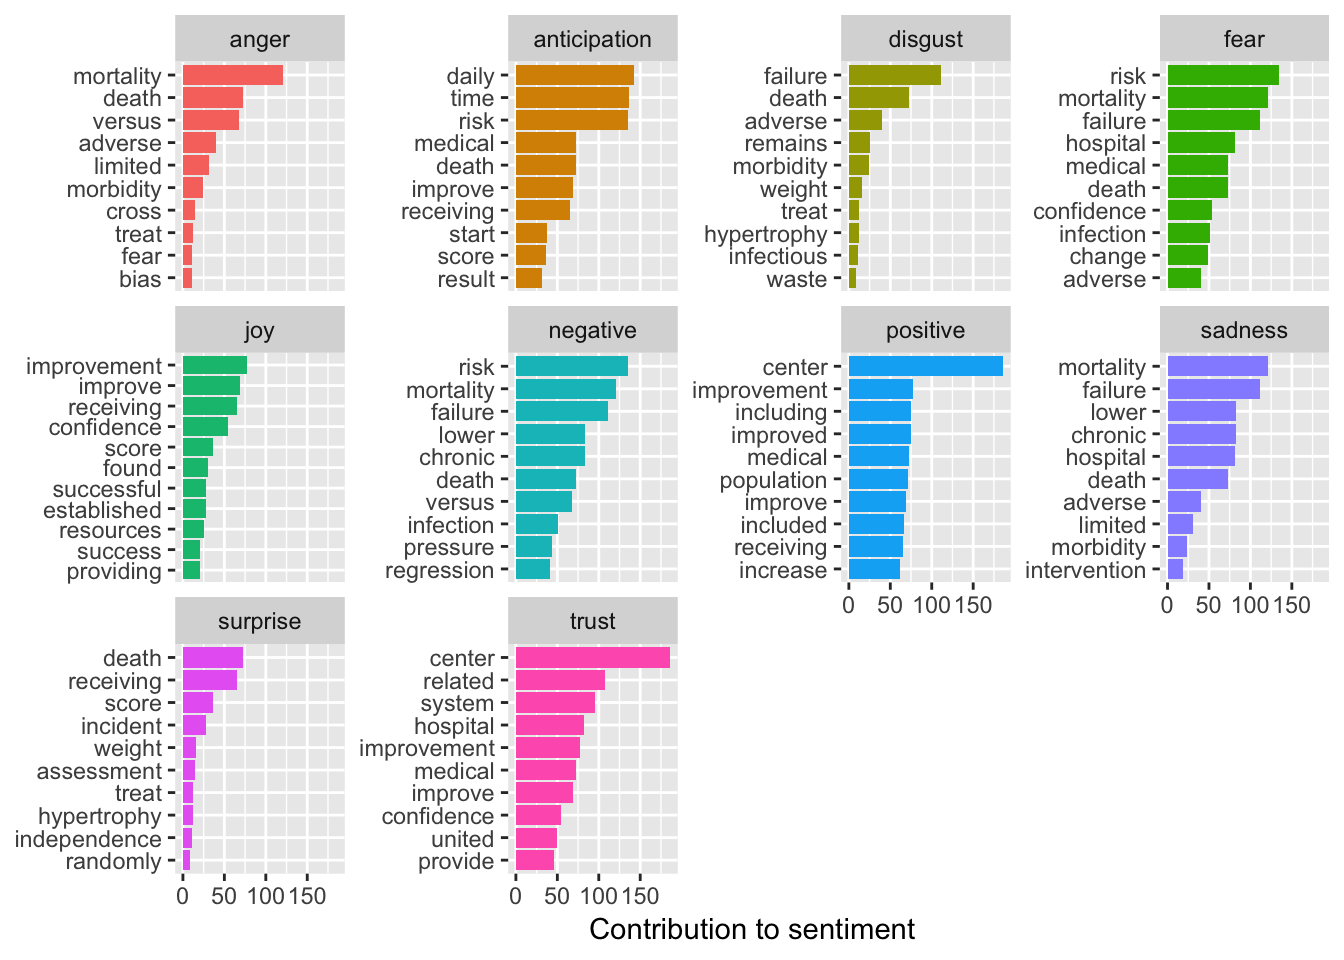 anger
mortality
death
versus
adverse
limited
morbidity
cross
treat
fear
bias
anticipation
daily
time
risk
medical
death
improve
receiving
start
score
result
disgust
failure
death
adverse
remains
morbidity
weight
treat
hypertrophy
infectious
waste
fear
risk
mortality
failure
hospital
medical
death
confidence
infection
change
adverse
joy
improvement
improve
receiving
confidence
score
found
successful
established
resources
success
providing
negative
risk
mortality
failure
lower
chronic
death
versus
infection
pressure
regression
positive
center
improvement
including
improved
medical
population
improve
included
receiving
increase
0 50 100 150
sadness
mortality
failure
lower
chronic
hospital
death
adverse
limited
morbidity
intervention
0 50 100 150
surprise
death
receiving
score
incident
weight
assessment
treat
hypertrophy
independence
randomly
0 50 100 150
trust
center
related
system
hospital
improvement
medical
improve
confidence
united
provide
0 50 100 150
Contribution to sentiment